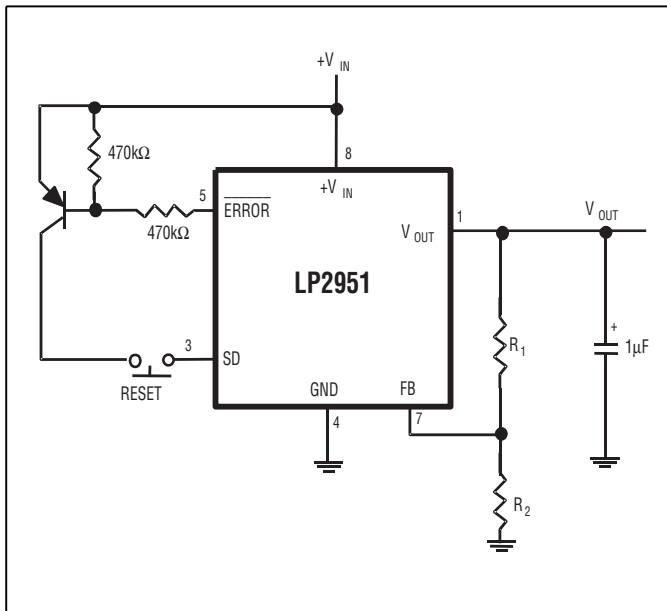 +V IN
470kΩ
8
+V IN
5
ERROR
470kΩ
V OUT
1
V OUT
LP2951
R1
+
1µF
3
SD
RESET
GND
FB
4
7
R2